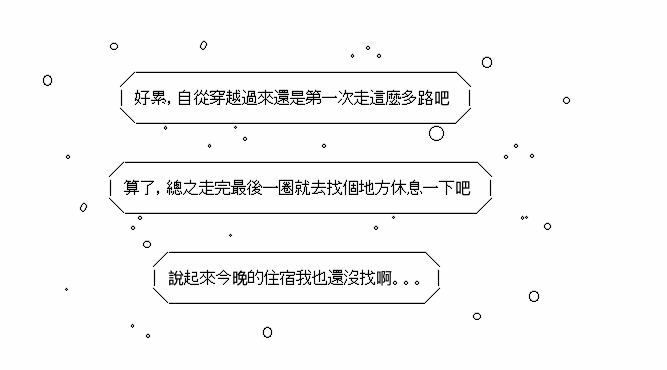 好累，自從穿越過來還是第一次走這麼多路吧
算了，總之走完最後一圈就去找個地方休息一下吧
說起來今晚的住宿我也還沒找啊。。。